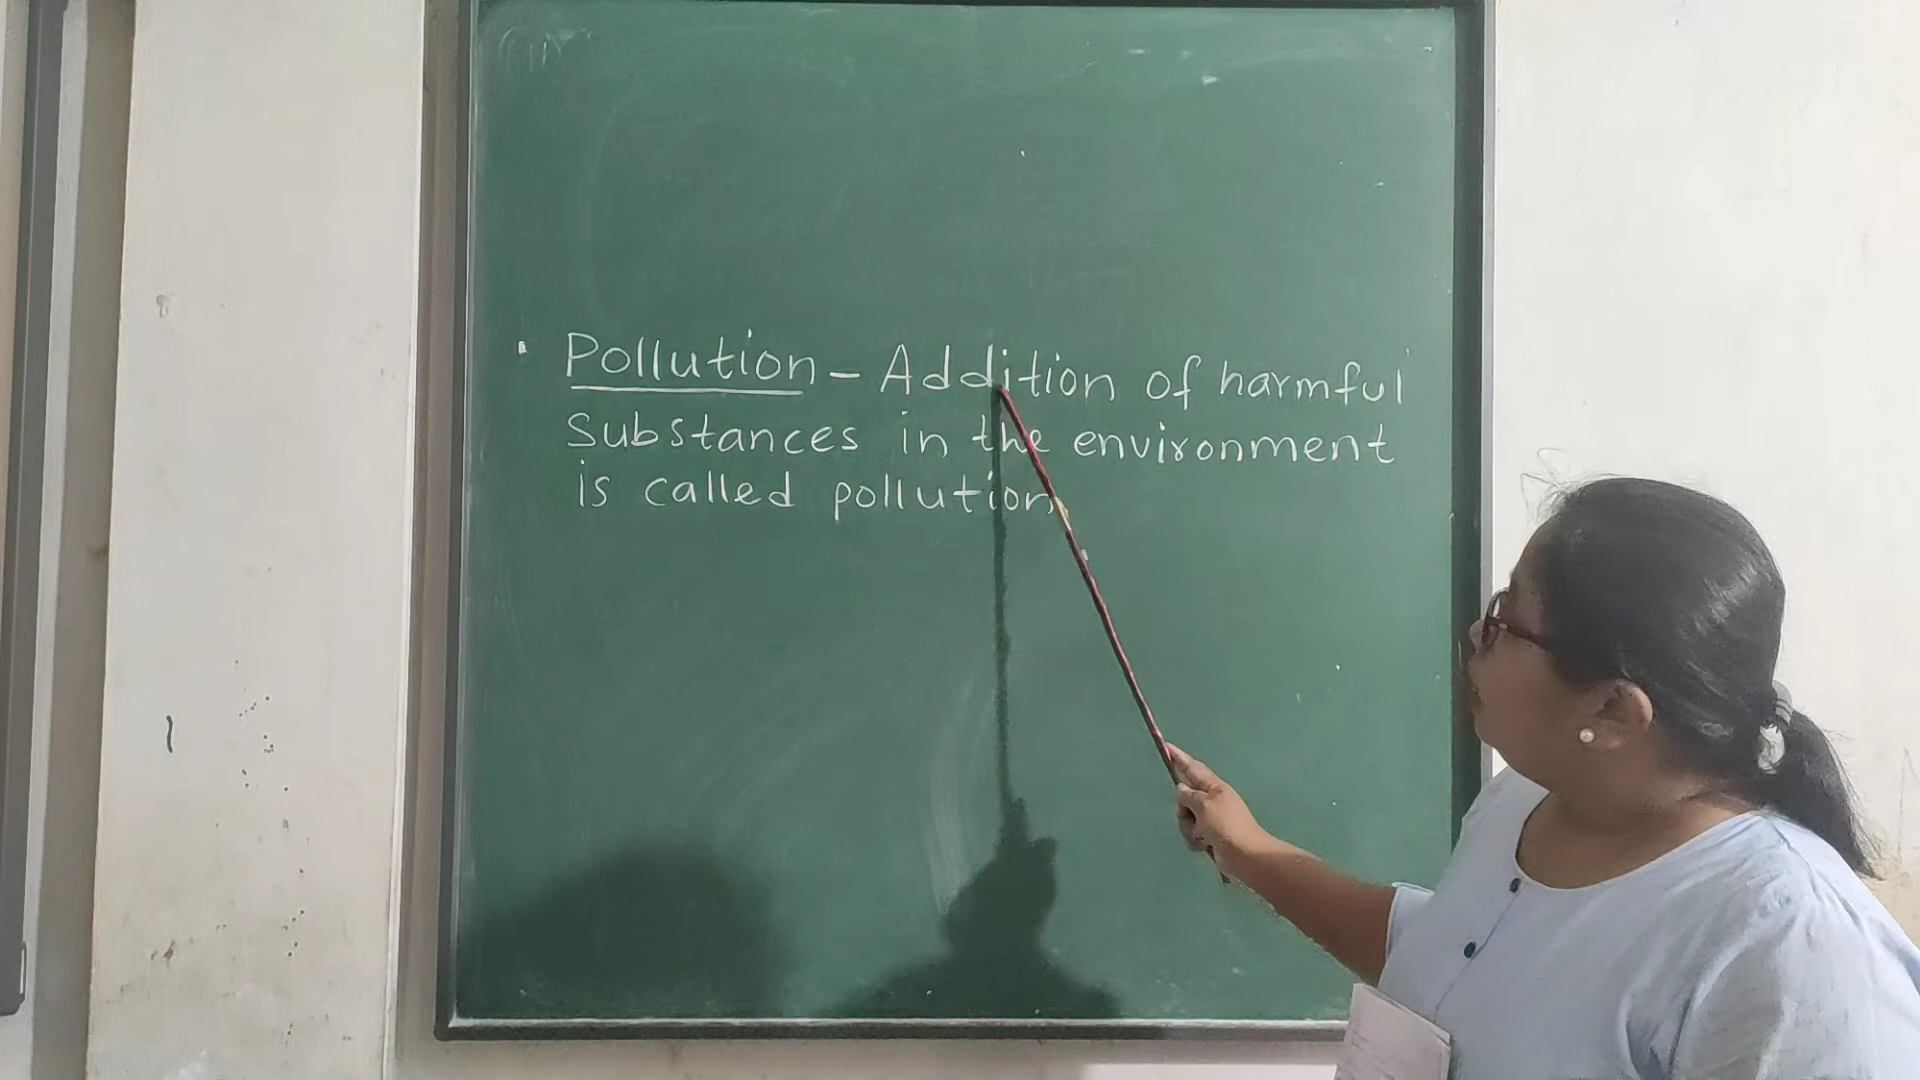 • Pollution - Addition of harmful
Substances in the environment
is called pollution.